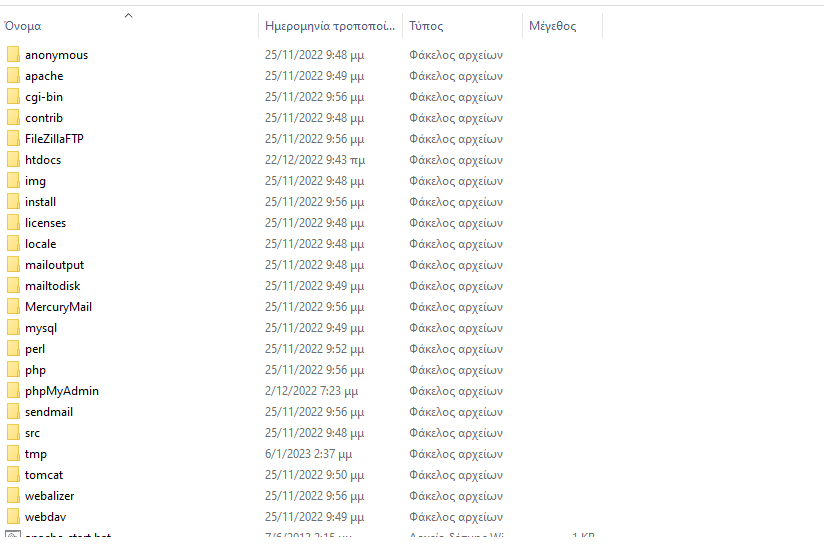 Όνομα Ημερομηνία τροποποί... Τύπος Μέγεθος
anonymous 25/11/2022 9:48 μμ Φάκελος αρχείων
apache 25/11/2022 9:49 μμ Φάκελος αρχείων
cgi-bin 25/11/2022 9:56 μμ Φάκελος αρχείων
contrib 25/11/2022 9:48 μμ Φάκελος αρχείων
FileZillaFTP 25/11/2022 9:56 μμ Φάκελος αρχείων
htdocs 22/12/2022 9:43 πμ Φάκελος αρχείων
img 25/11/2022 9:48 μμ Φάκελος αρχείων
install 25/11/2022 9:56 μμ Φάκελος αρχείων
licenses 25/11/2022 9:48 μμ Φάκελος αρχείων
locale 25/11/2022 9:48 μμ Φάκελος αρχείων
mailoutput 25/11/2022 9:48 μμ Φάκελος αρχείων
mailtodisk 25/11/2022 9:49 μμ Φάκελος αρχείων
MercuryMail 25/11/2022 9:56 μμ Φάκελος αρχείων
mysql 25/11/2022 9:49 μμ Φάκελος αρχείων
perl 25/11/2022 9:52 μμ Φάκελος αρχείων
php 25/11/2022 9:56 μμ Φάκελος αρχείων
phpMyAdmin 2/12/2022 7:23 μμ Φάκελος αρχείων
sendmail 25/11/2022 9:56 μμ Φάκελος αρχείων
src 25/11/2022 9:48 μμ Φάκελος αρχείων
tmp 6/1/2023 2:37 μμ Φάκελος αρχείων
tomcat 25/11/2022 9:50 μμ Φάκελος αρχείων
webalizer 25/11/2022 9:56 μμ Φάκελος αρχείων
webdav 25/11/2022 9:49 μμ Φάκελος αρχείων